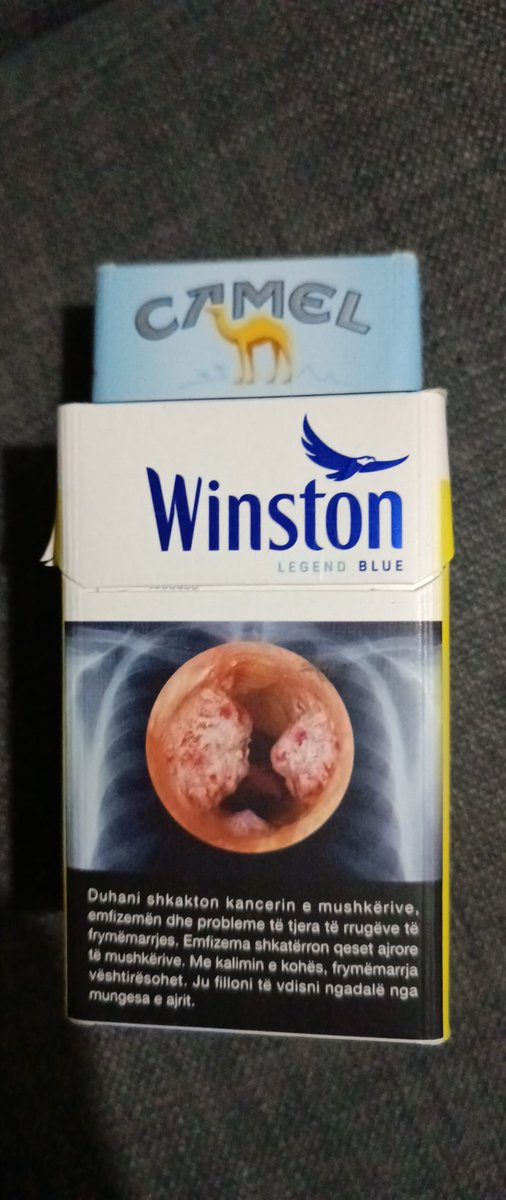 CAMEL
Winston
LEGEND BLUE
Duhani shkakton kancerin e mushkërive,
emfizemën dhe probleme të tjera të rrugëve të
frymëmarrjes. Emfizema shkatërron qeset ajrore
të mushkërive. Me kalimin e kohës, frymëmarrja
vështirësohet. Ju filloni të vdisni ngadalë nga
mungesa e ajrit.